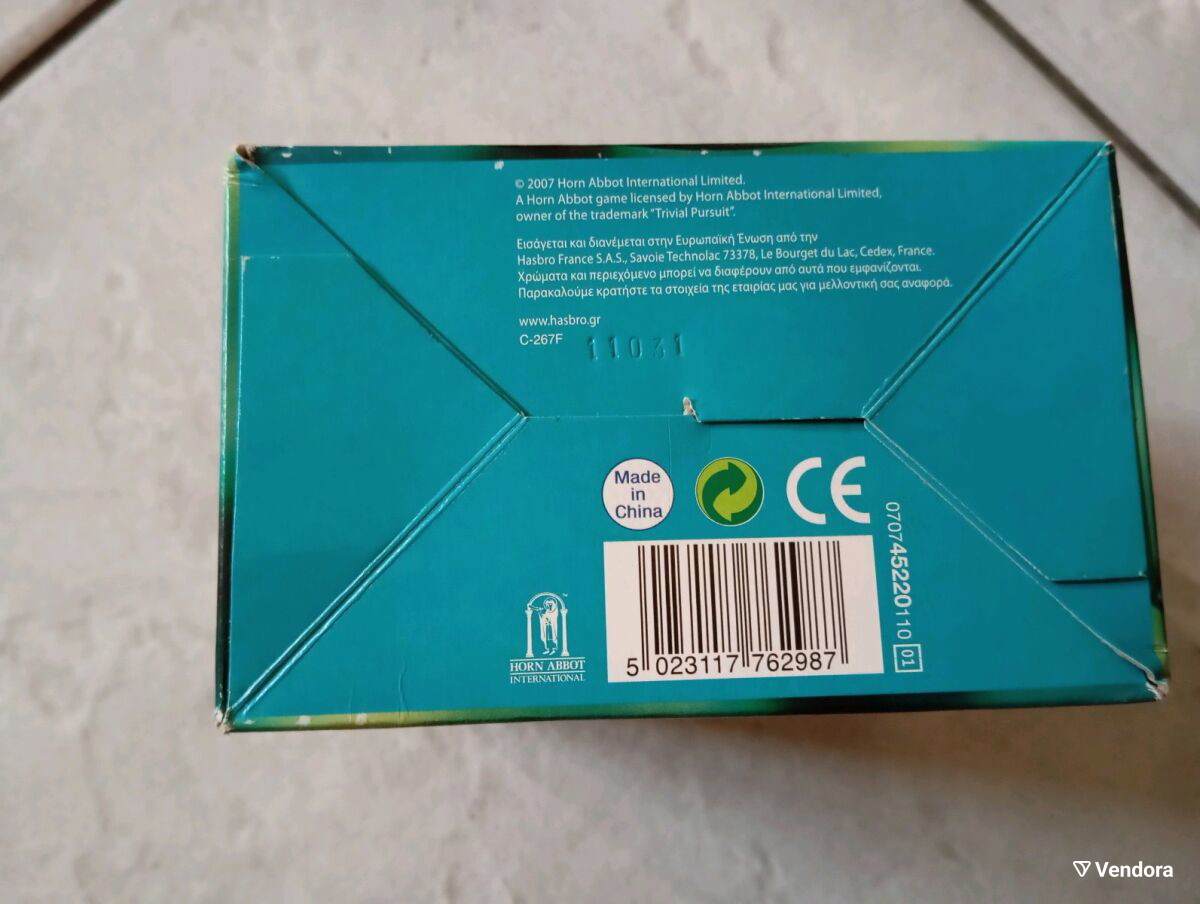 © 2007 Horn Abbot International Limited.
A Horn Abbot game licensed by Horn Abbot International Limited,
owner of the trademark “Trivial Pursuit”.
Εισάγεται και διανέμεται στην Ευρωπαϊκή Ένωση από την
Hasbro France S.A.S., Savoie Technolac 73378, Le Bourget du Lac, Cedex, France.
Χρώματα και περιεχόμενο μπορεί να διαφέρουν από αυτά που εμφανίζονται.
Παρακαλούμε κρατήστε τα στοιχεία της εταιρίας μας για μελλοντική σας αναφορά.
www.hasbro.gr
C-267F
11031
Made
in
China
CE
070745220110 01
HORN ABBOT
INTERNATIONAL
™
5 023117 762987
Vendora